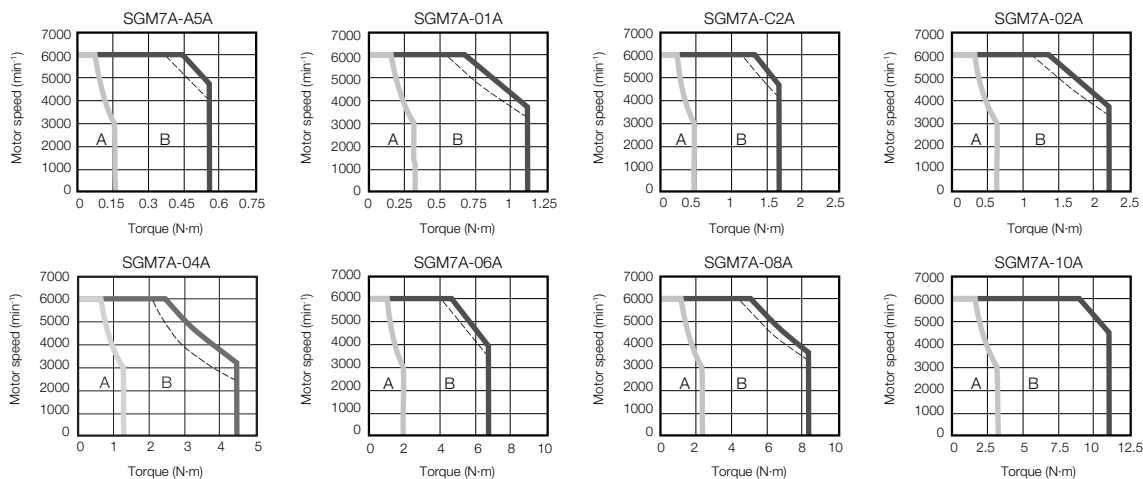 SGM7A-A5A
Motor speed (min⁻¹)
7000
6000
5000
4000
3000
2000
1000
0
A
B
0 0.15 0.3 0.45 0.6 0.75
Torque (N·m)
SGM7A-01A
Motor speed (min⁻¹)
7000
6000
5000
4000
3000
2000
1000
0
A
B
0 0.25 0.5 0.75 1 1.25
Torque (N·m)
SGM7A-C2A
Motor speed (min⁻¹)
7000
6000
5000
4000
3000
2000
1000
0
A
B
0 0.5 1 1.5 2 2.5
Torque (N·m)
SGM7A-02A
Motor speed (min⁻¹)
7000
6000
5000
4000
3000
2000
1000
0
A
B
0 0.5 1 1.5 2 2.5
Torque (N·m)
SGM7A-04A
Motor speed (min⁻¹)
7000
6000
5000
4000
3000
2000
1000
0
A
B
0 1 2 3 4 5
Torque (N·m)
SGM7A-06A
Motor speed (min⁻¹)
7000
6000
5000
4000
3000
2000
1000
0
A
B
0 2 4 6 8 10
Torque (N·m)
SGM7A-08A
Motor speed (min⁻¹)
7000
6000
5000
4000
3000
2000
1000
0
A
B
0 2 4 6 8 10
Torque (N·m)
SGM7A-10A
Motor speed (min⁻¹)
7000
6000
5000
4000
3000
2000
1000
0
A
B
0 2.5 5 7.5 10 12.5
Torque (N·m)